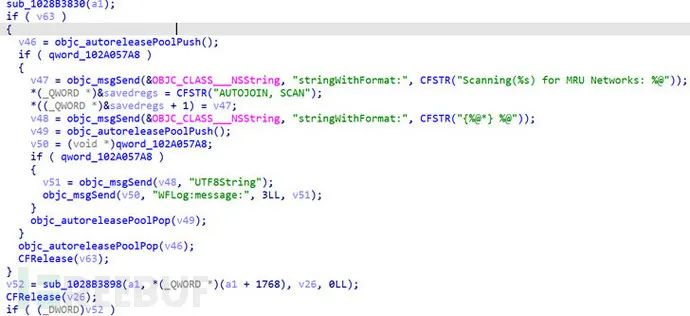 sub_1028B3830(a1);
if ( v63 )
{
v46 = objc_autoreleasePoolPush();
if ( qword_102A057A8 )
{
v47 = objc_msgSend(&OBJC_CLASS___NSString, "stringWithFormat:", CFSTR("Scanning(%s) for MRU Networks: %@"));
*(_QWORD *)&savedregs = CFSTR("AUTOJOIN, SCAN");
*((_QWORD *)&savedregs + 1) = v47;
v48 = objc_msgSend(&OBJC_CLASS___NSString, "stringWithFormat:", CFSTR("{%@*} %@"));
v49 = objc_autoreleasePoolPush();
v50 = (void *)qword_102A057A8;
if ( qword_102A057A8 )
{
v51 = objc_msgSend(v48, "UTF8String");
objc_msgSend(v50, "WFLog:message:", 3LL, v51);
}
objc_autoreleasePoolPop(v49);
}
objc_autoreleasePoolPop(v46);
CFRelease(v63);
}
v52 = sub_1028B3898(a1, *(_QWORD *)(a1 + 1768), v26, 0LL);
CFRelease(v26);
if ( (_DWORD)v52 )